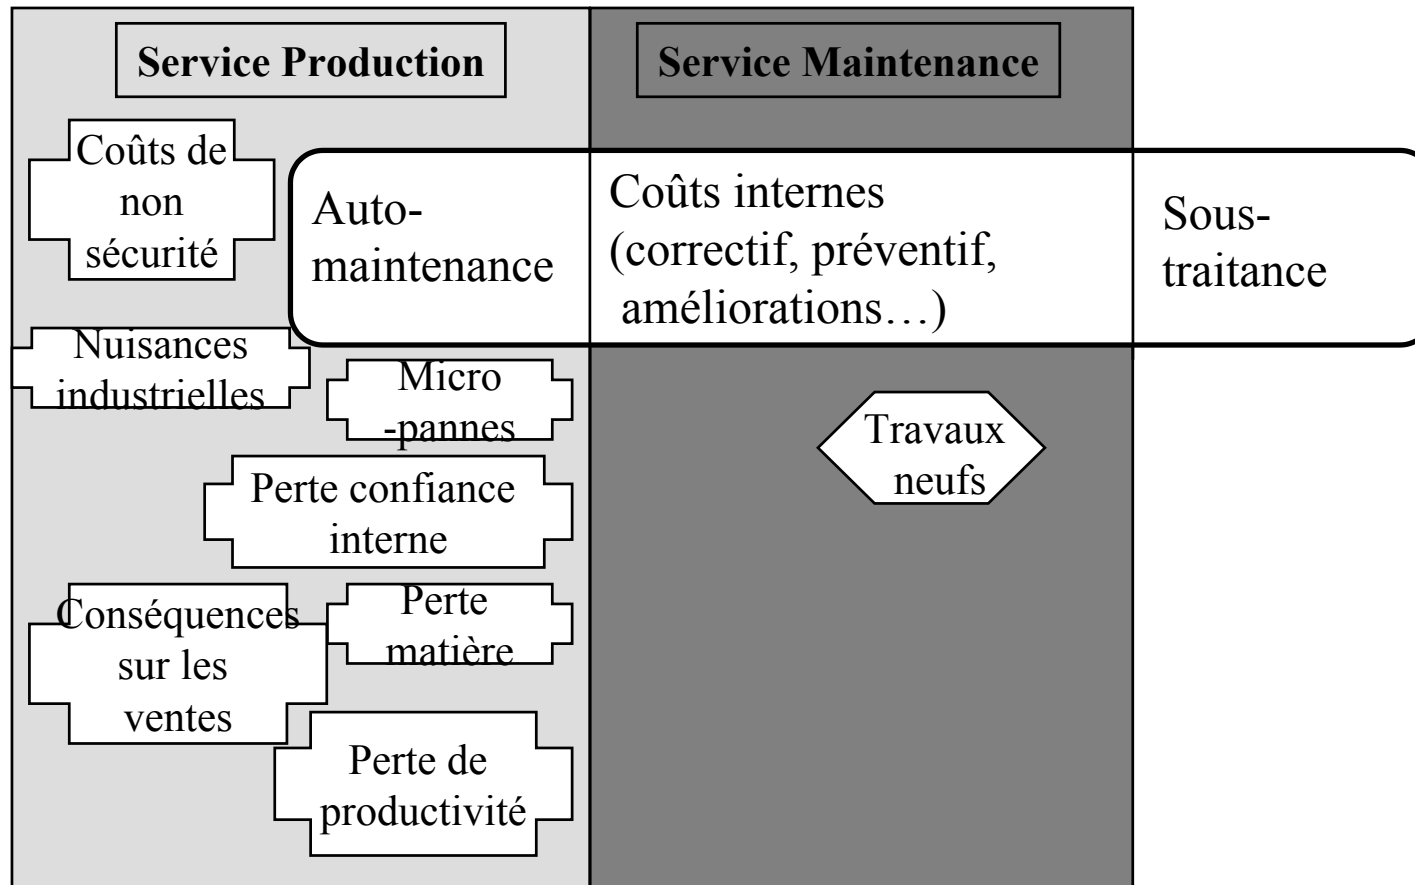 Service Production
Service Maintenance
Coûts de
non
sécurité
Auto-
maintenance
Coûts internes
(correctif, préventif,
améliorations…)
Sous-
traitance
Nuisances
industrielles
Micro
-pannes
Travaux
neufs
Perte confiance
interne
Conséquences
sur les
ventes
Perte
matière
Perte de
productivité